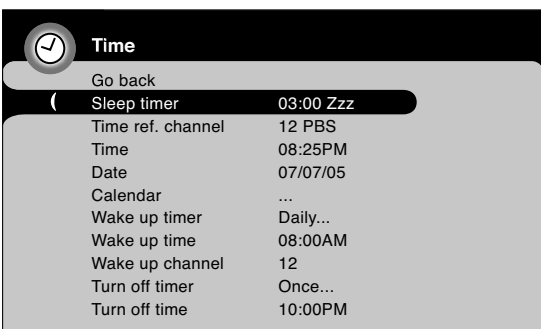 Time
Go back
Sleep timer 03:00 Zzz
Time ref. channel 12 PBS
Time 08:25PM
Date 07/07/05
Calendar ...
Wake up timer Daily...
Wake up time 08:00AM
Wake up channel 12
Turn off timer Once...
Turn off time 10:00PM